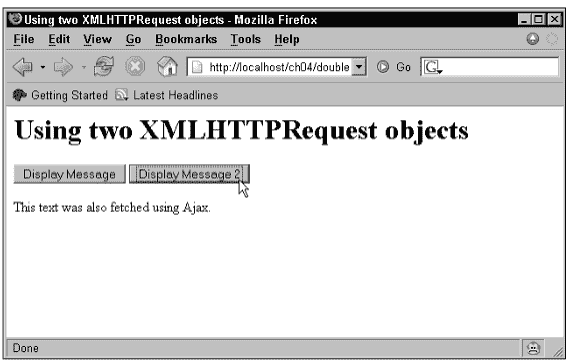 Using two XMLHTTPRequest objects - Mozilla Firefox
File Edit View Go Bookmarks Tools Help
http://localhost/ch04/double Go G
Getting Started Latest Headlines
Using two XMLHTTPRequest objects
Display Message Display Message 2
This text was also fetched using Ajax.
Done